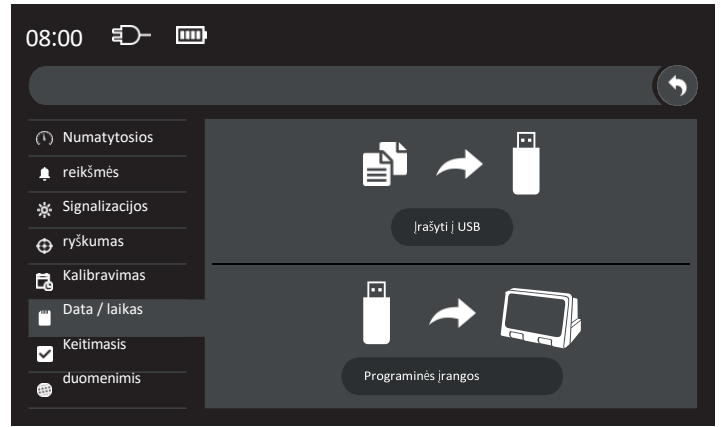 08:00
Numatytosios
reikšmės
Signalizacijos
ryškumas
Kalibravimas
Data / laikas
Keitimasis
duomenimis
Įrašyti į USB
Programinės įrangos